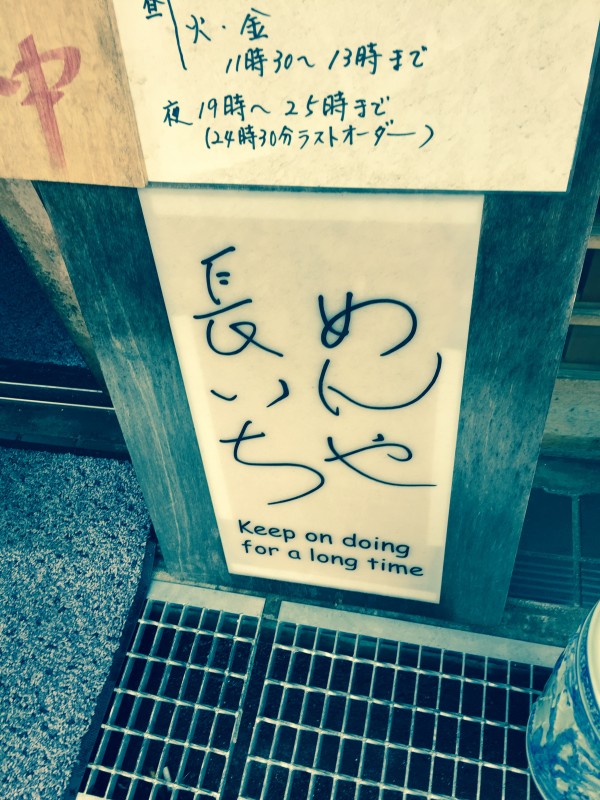 中
昼
火・金
11時30〜13時まで
夜 19時〜25時まで
(24時30分ラストオーダー)
めんや
長いち
Keep on doing
for a long time